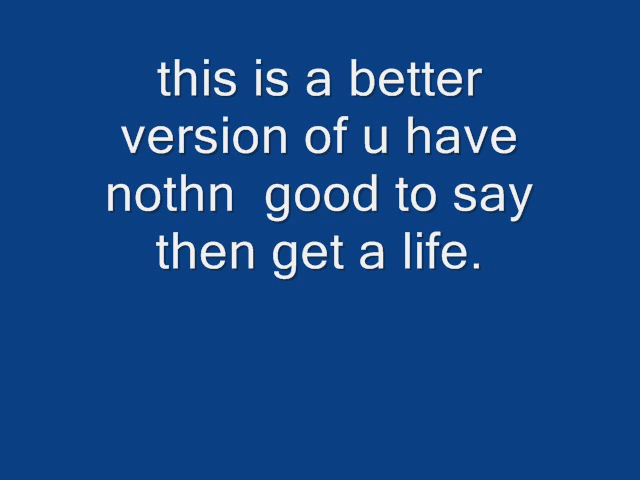 this is a better
version of u have
nothn  good to say
then get a life.